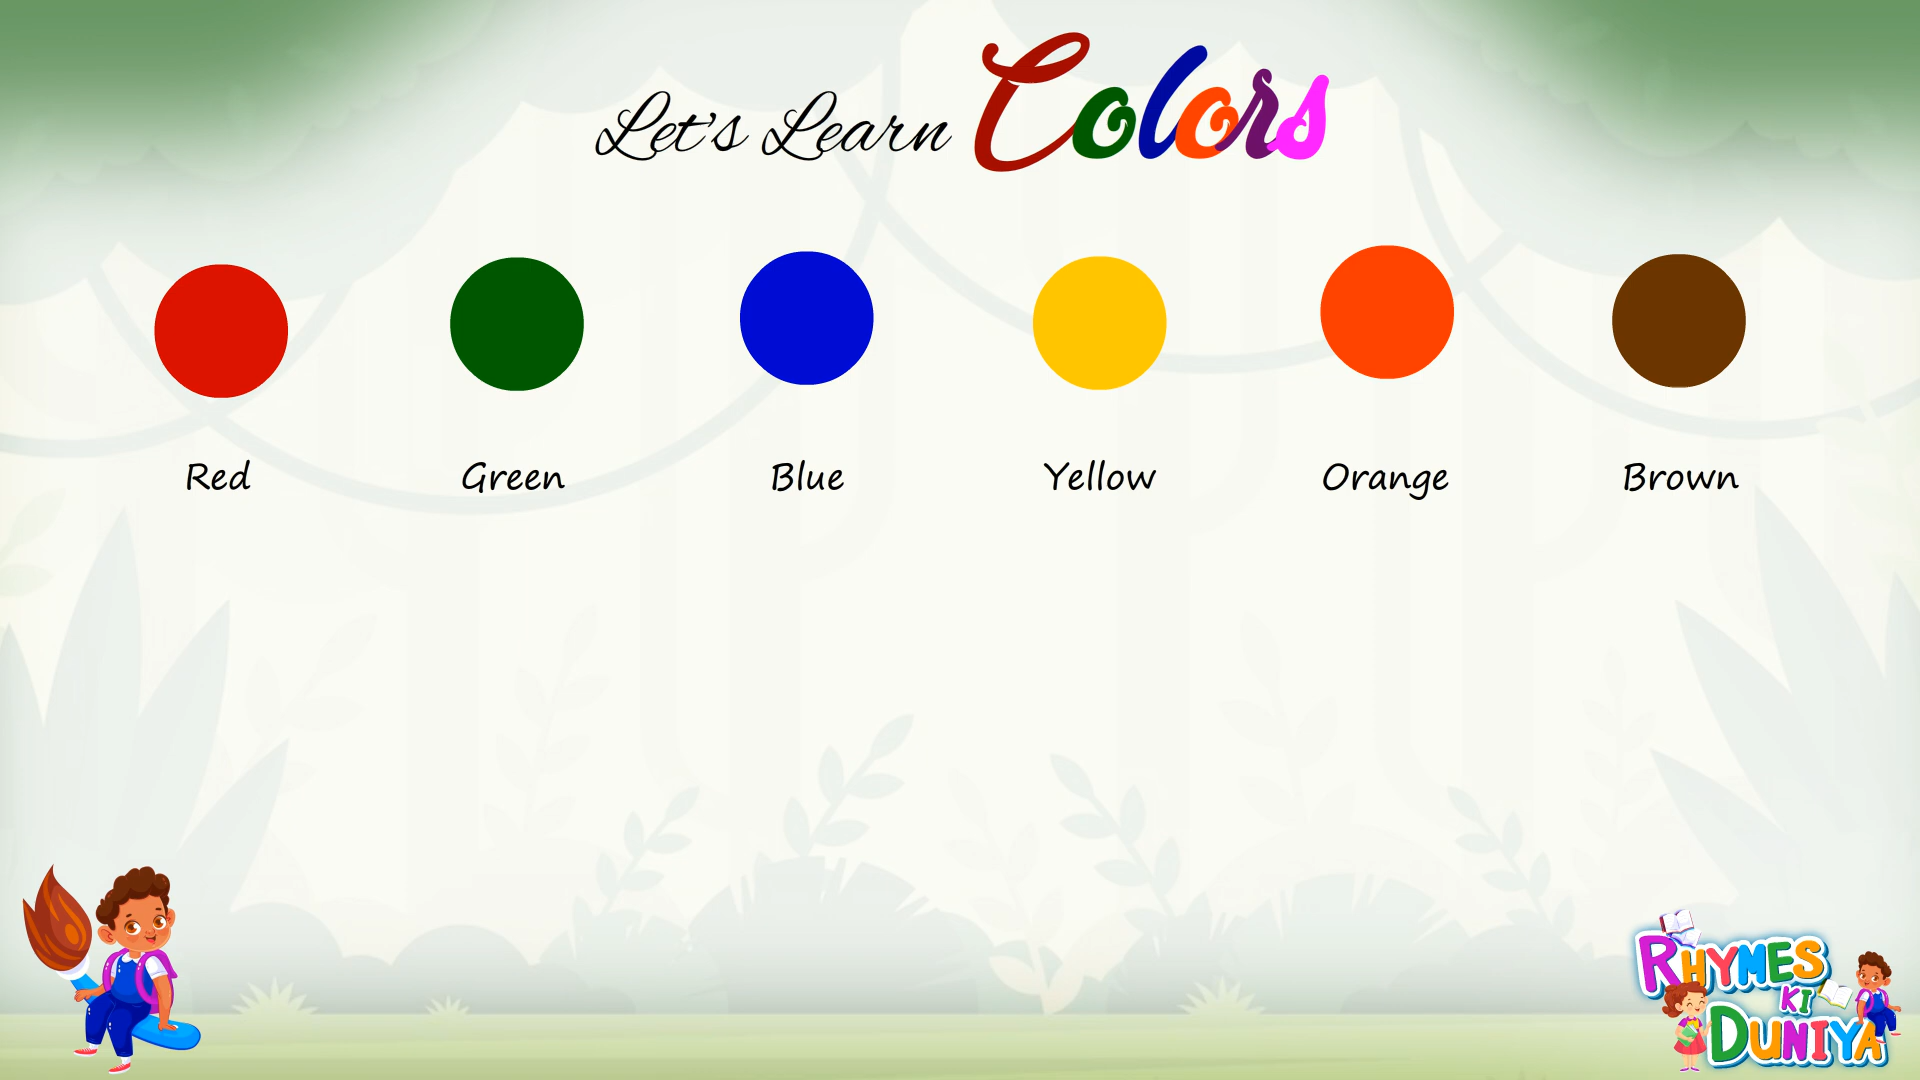 Let's Learn Colors
Red Green Blue Yellow Orange Brown
RHYMES
KI
DUNIYA